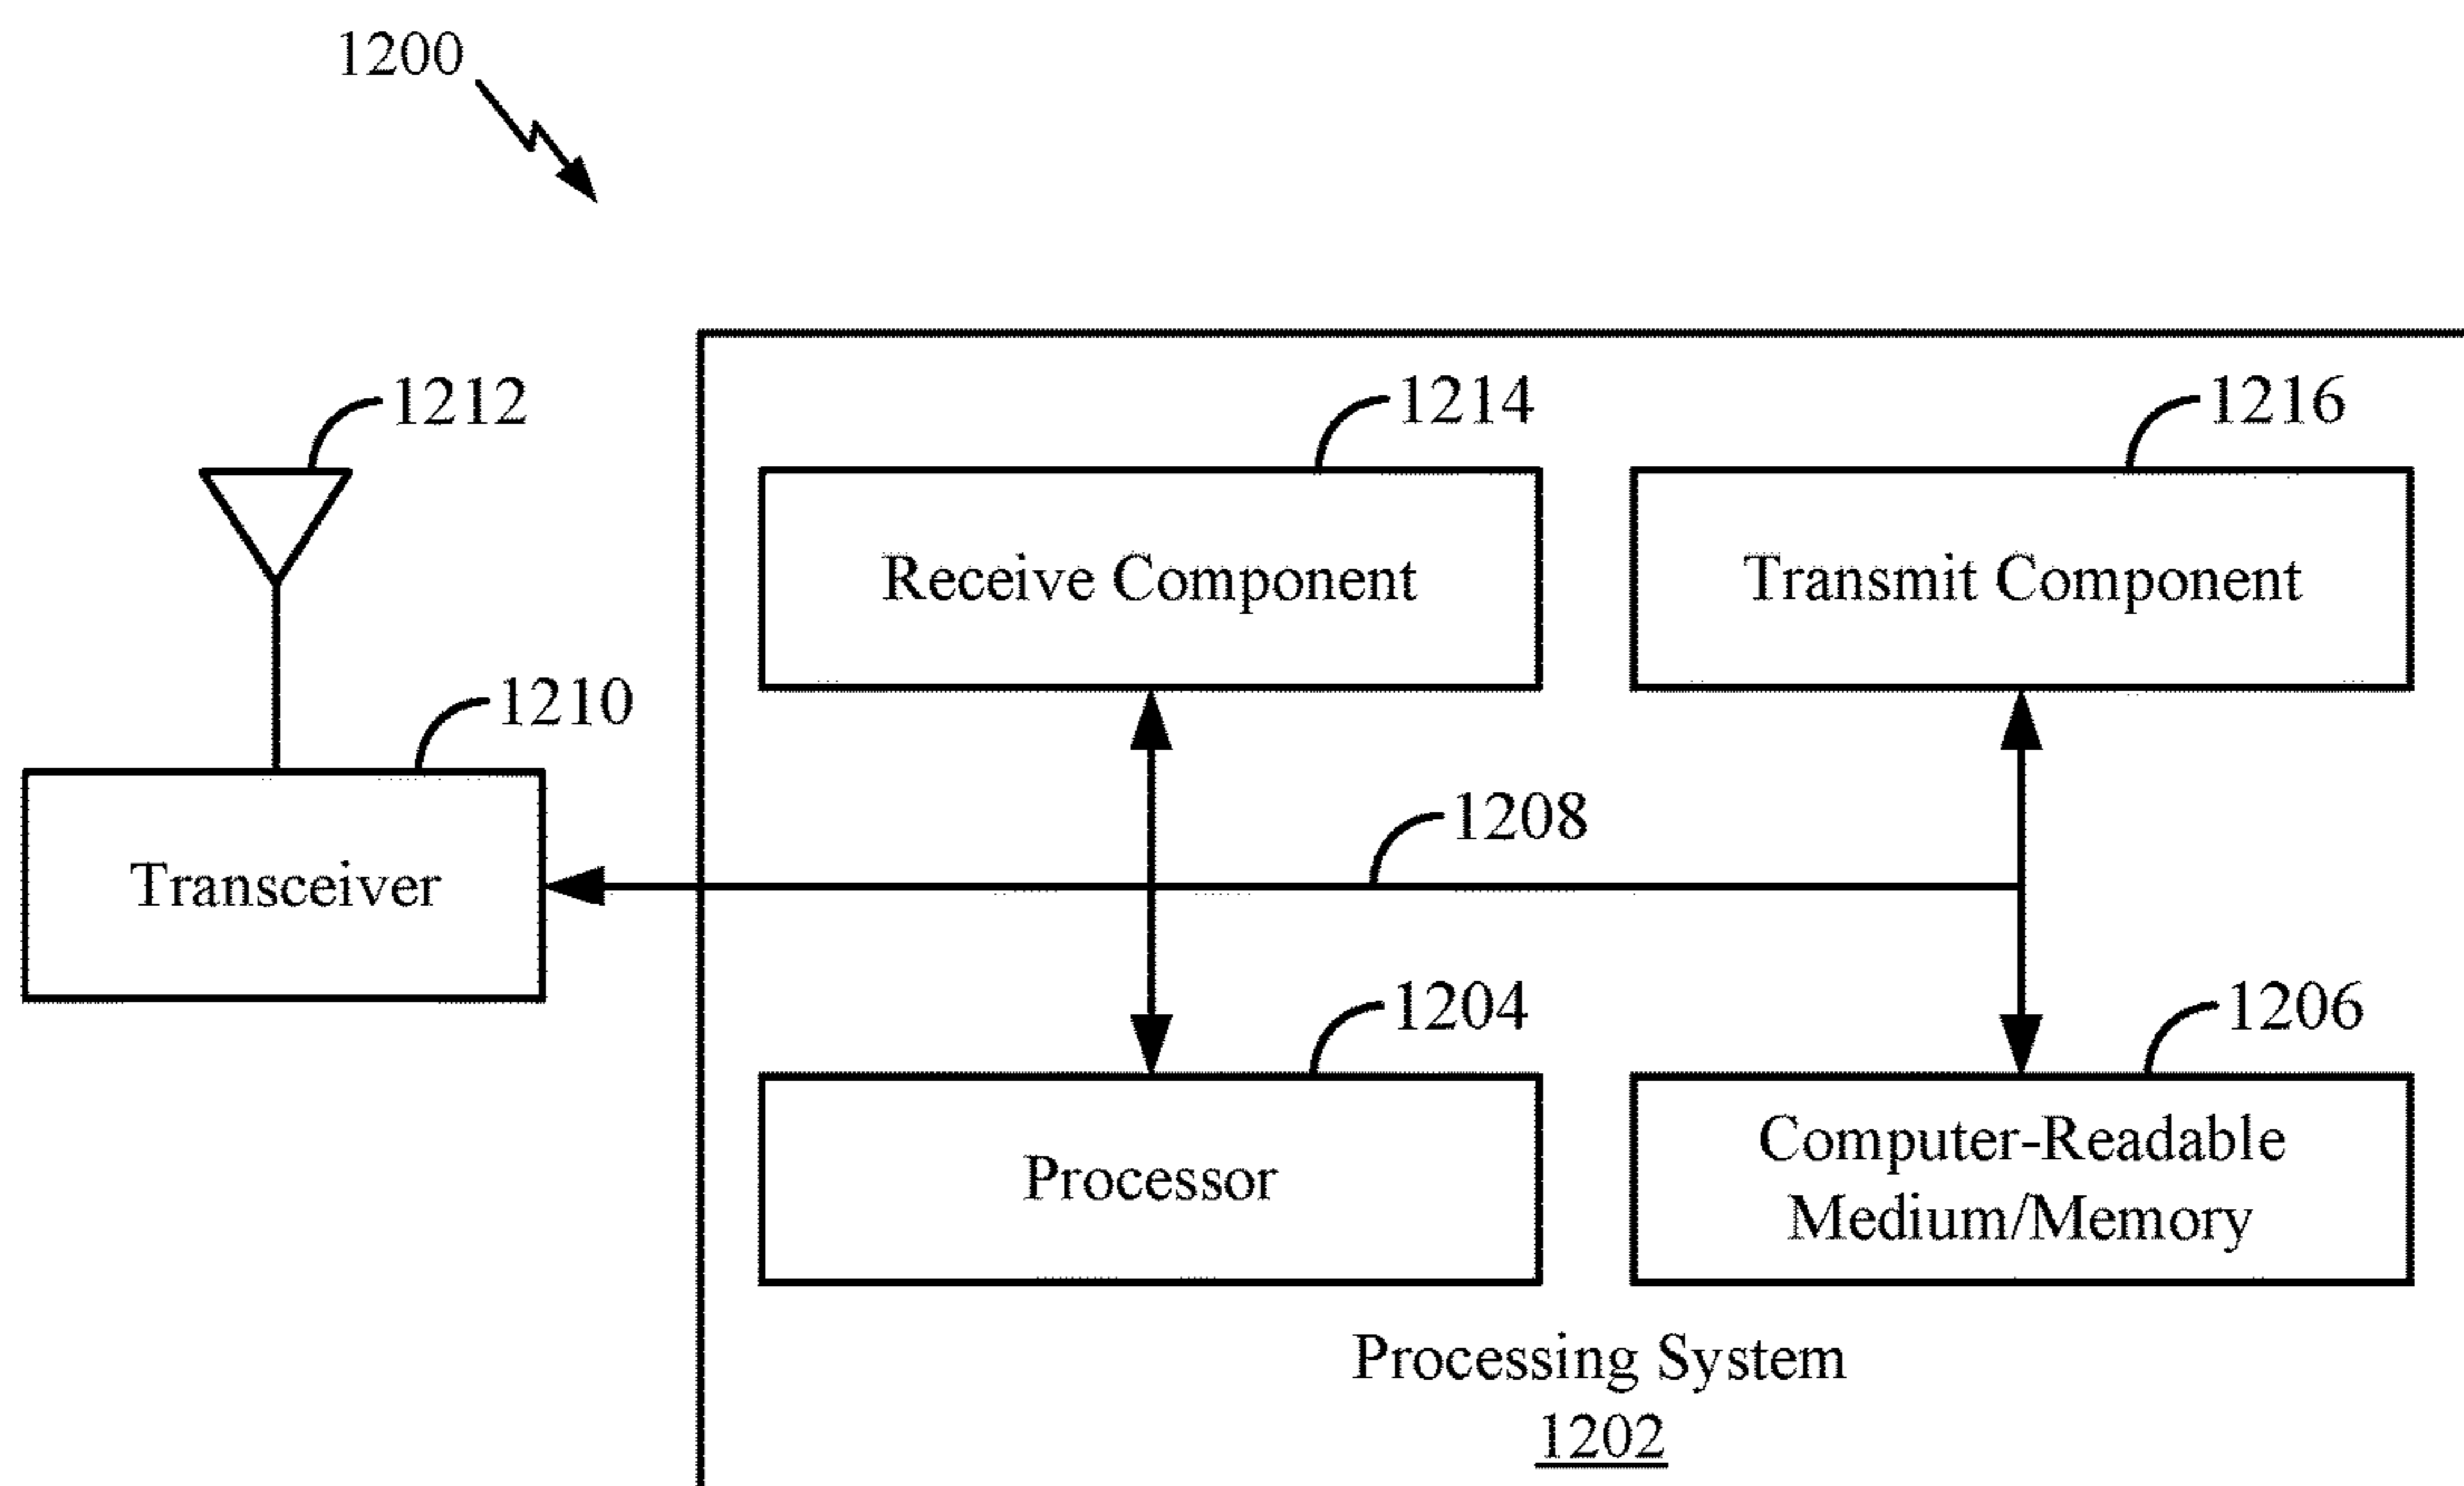 1200
1212
1214
1216
Receive Component
Transmit Component
1210
1208
Transceiver
1204
1206
Processor
Computer-Readable
Medium/Memory
Processing System
1202